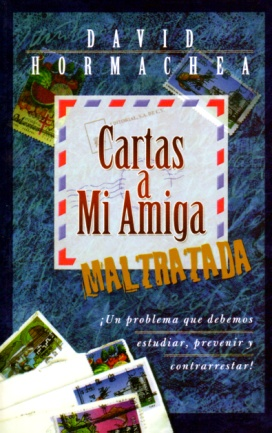 DAVID
HORMACHEA
Cartas
a
Mi Amiga
MALTRATADA
¡Un problema que debemos
estudiar, prevenir y
contrarrestar!